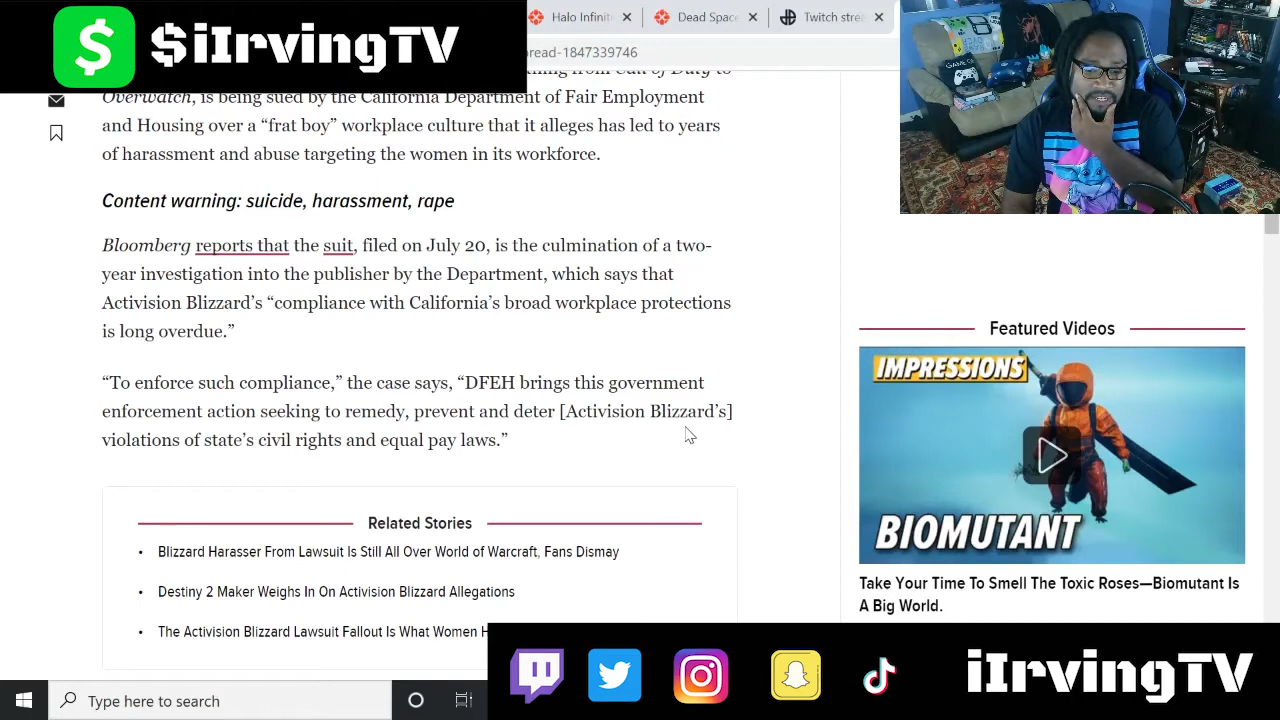 $iIrvingTV
Halo Infinit
Dead Spac
Twitch stre
pread-1847339746
Call of Duty to
Overwatch, is being sued by the California Department of Fair Employment
and Housing over a “frat boy” workplace culture that it alleges has led to years
of harassment and abuse targeting the women in its workforce.
Content warning: suicide, harassment, rape
Bloomberg reports that the suit, filed on July 20, is the culmination of a two-
year investigation into the publisher by the Department, which says that
Activision Blizzard’s “compliance with California’s broad workplace protections
is long overdue.”
“To enforce such compliance,” the case says, “DFEH brings this government
enforcement action seeking to remedy, prevent and deter [Activision Blizzard’s]
violations of state’s civil rights and equal pay laws.”
Related Stories
• Blizzard Harasser From Lawsuit Is Still All Over World of Warcraft, Fans Dismay
• Destiny 2 Maker Weighs In On Activision Blizzard Allegations
• The Activision Blizzard Lawsuit Fallout Is What Women H
Featured Videos
IMPRESSIONS
BIOMUTANT
Take Your Time To Smell The Toxic Roses—Biomutant Is
A Big World.
iIrvingTV
Type here to search